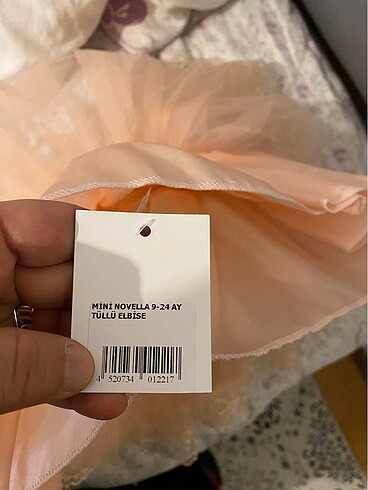 MİNİ NOVELLA 9-24 AY
TÜLLÜ ELBİSE
4 520734 012217